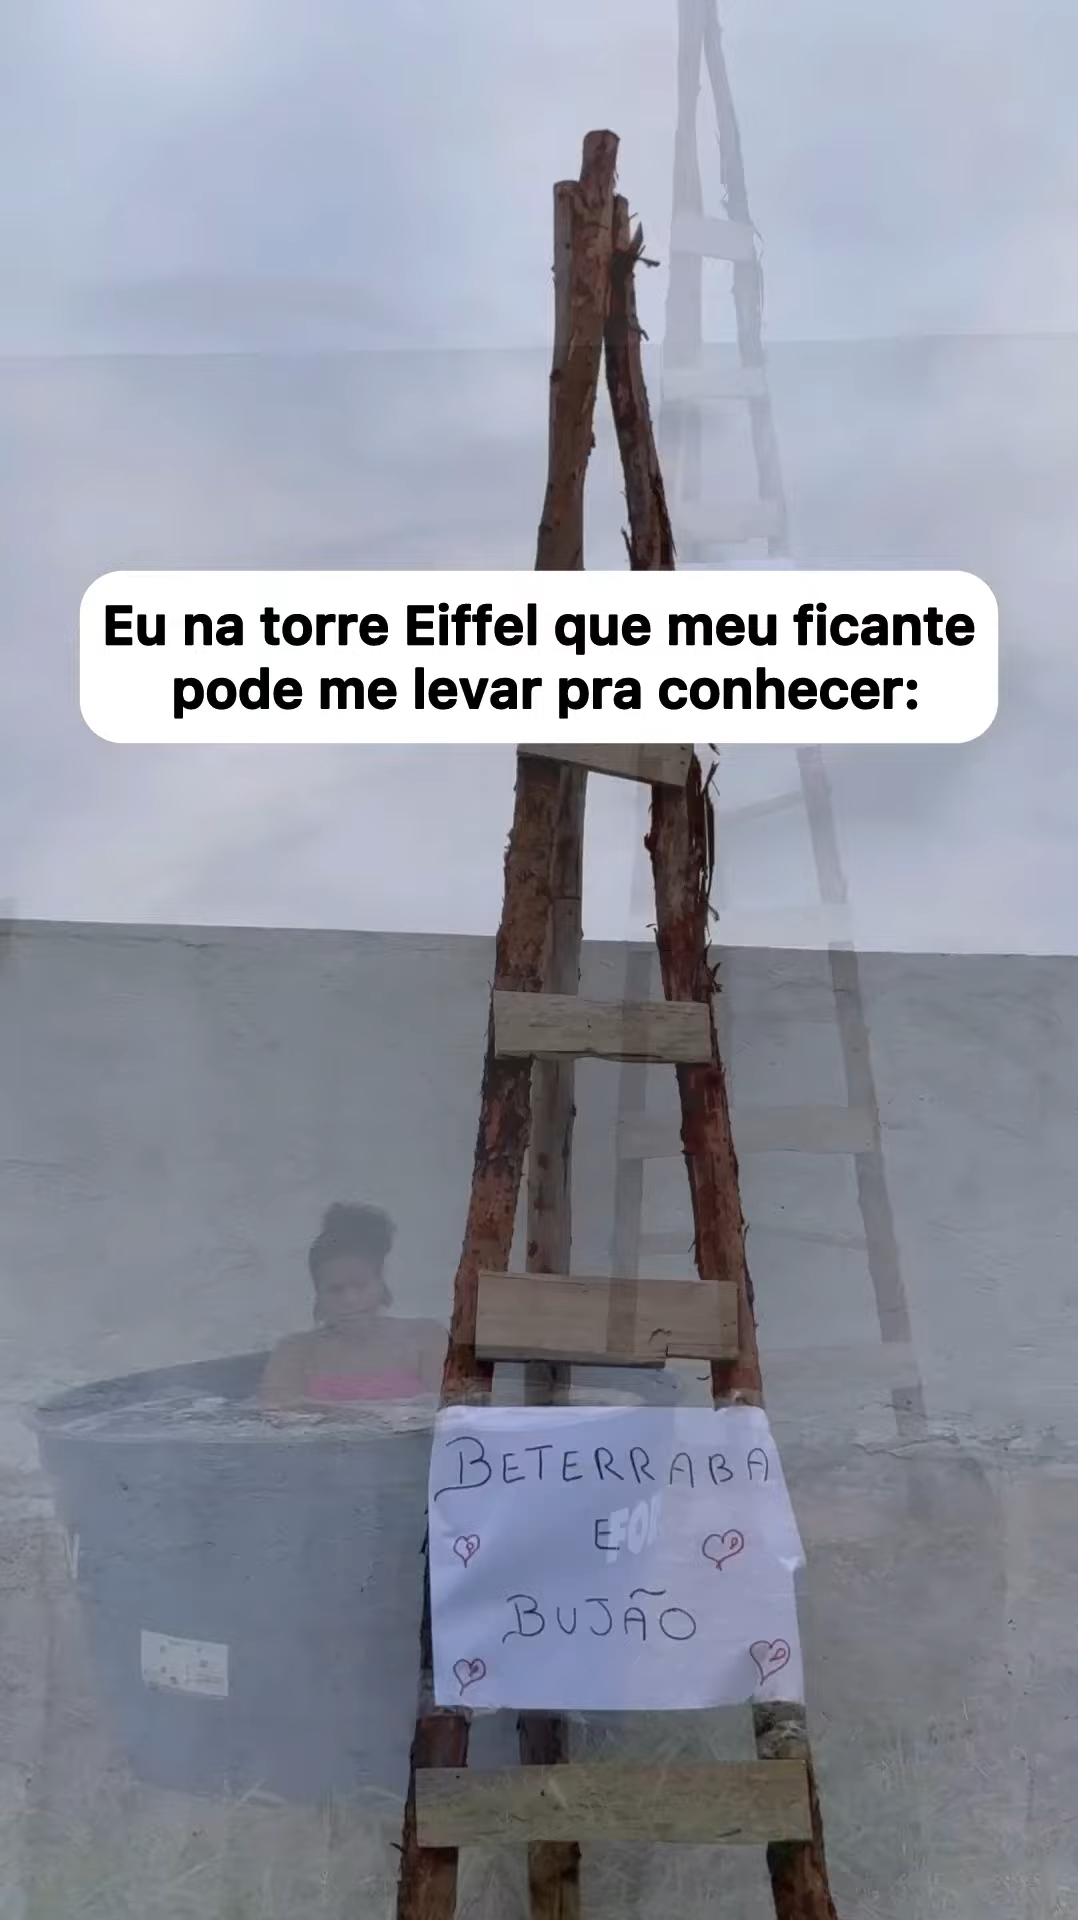 Eu na torre Eiffel que meu ficante
pode me levar pra conhecer:
BETERRABA
E
BUJÃO